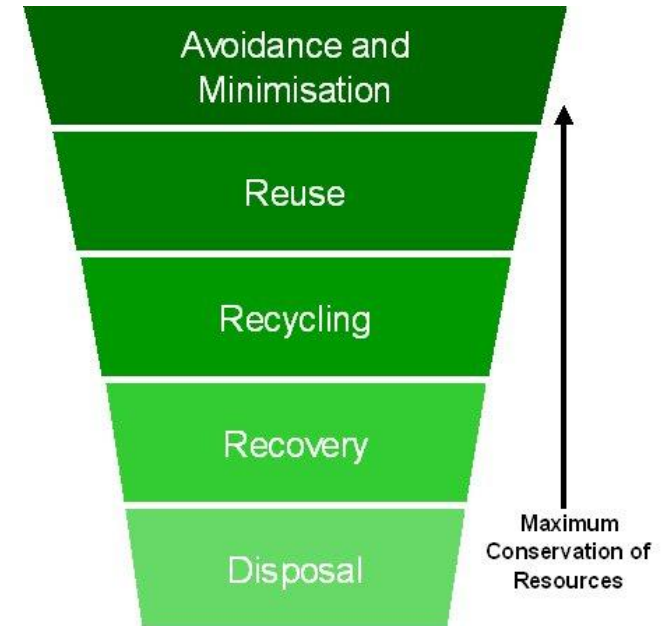 Avoidance and
Minimisation
Reuse
Recycling
Recovery
Disposal
Maximum
Conservation of
Resources